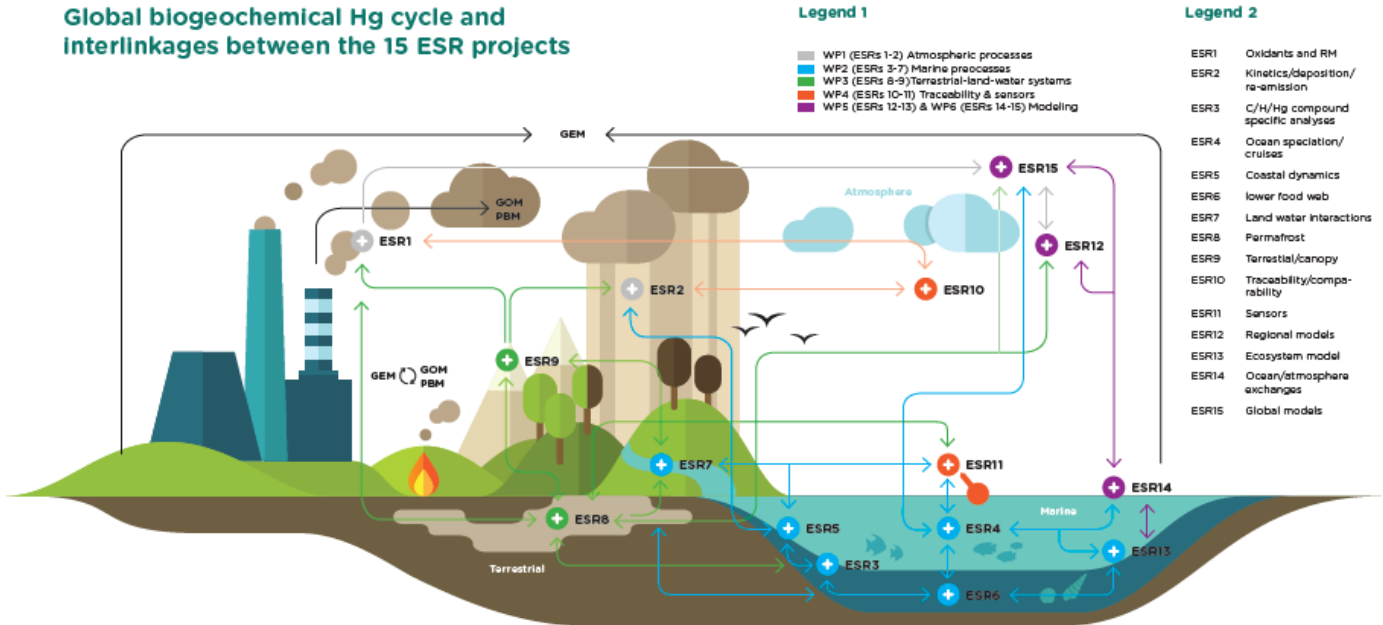 Global biogeochemical Hg cycle and
interlinkages between the 15 ESR projects
Legend 1
WP1 (ESRs 1-2) Atmospheric processes
WP2 (ESRs 3-7) Marine preocesses
WP3 (ESRs 8-9)Terrestrial-land-water systems
WP4 (ESRs 10-11) Traceability & sensors
WP5 (ESRs 12-13) & WP6 (ESRs 14-15) Modeling
Legend 2
ESR1 Oxidants and RM
ESR2 Kinetics/deposition/
re-emission
ESR3 C/H/Hg compound
specific analyses
ESR4 Ocean speciation/
cruises
ESR5 Coastal dynamics
ESR6 lower food web
ESR7 Land water interactions
ESR8 Permafrost
ESR9 Terrestial/canopy
ESR10 Traceability/compa-
rability
ESR11 Sensors
ESR12 Regional models
ESR13 Ecosystem model
ESR14 Ocean/atmosphere
exchanges
ESR15 Global models
GEM
ESR15
Atmosphere
GOM
PBM
ESR1
ESR12
ESR2
ESR10
ESR9
GEM
GOM
PBM
ESR7
ESR11
ESR14
Marine
ESR8
ESR5
ESR4
ESR13
ESR3
Terrestrial
ESR6